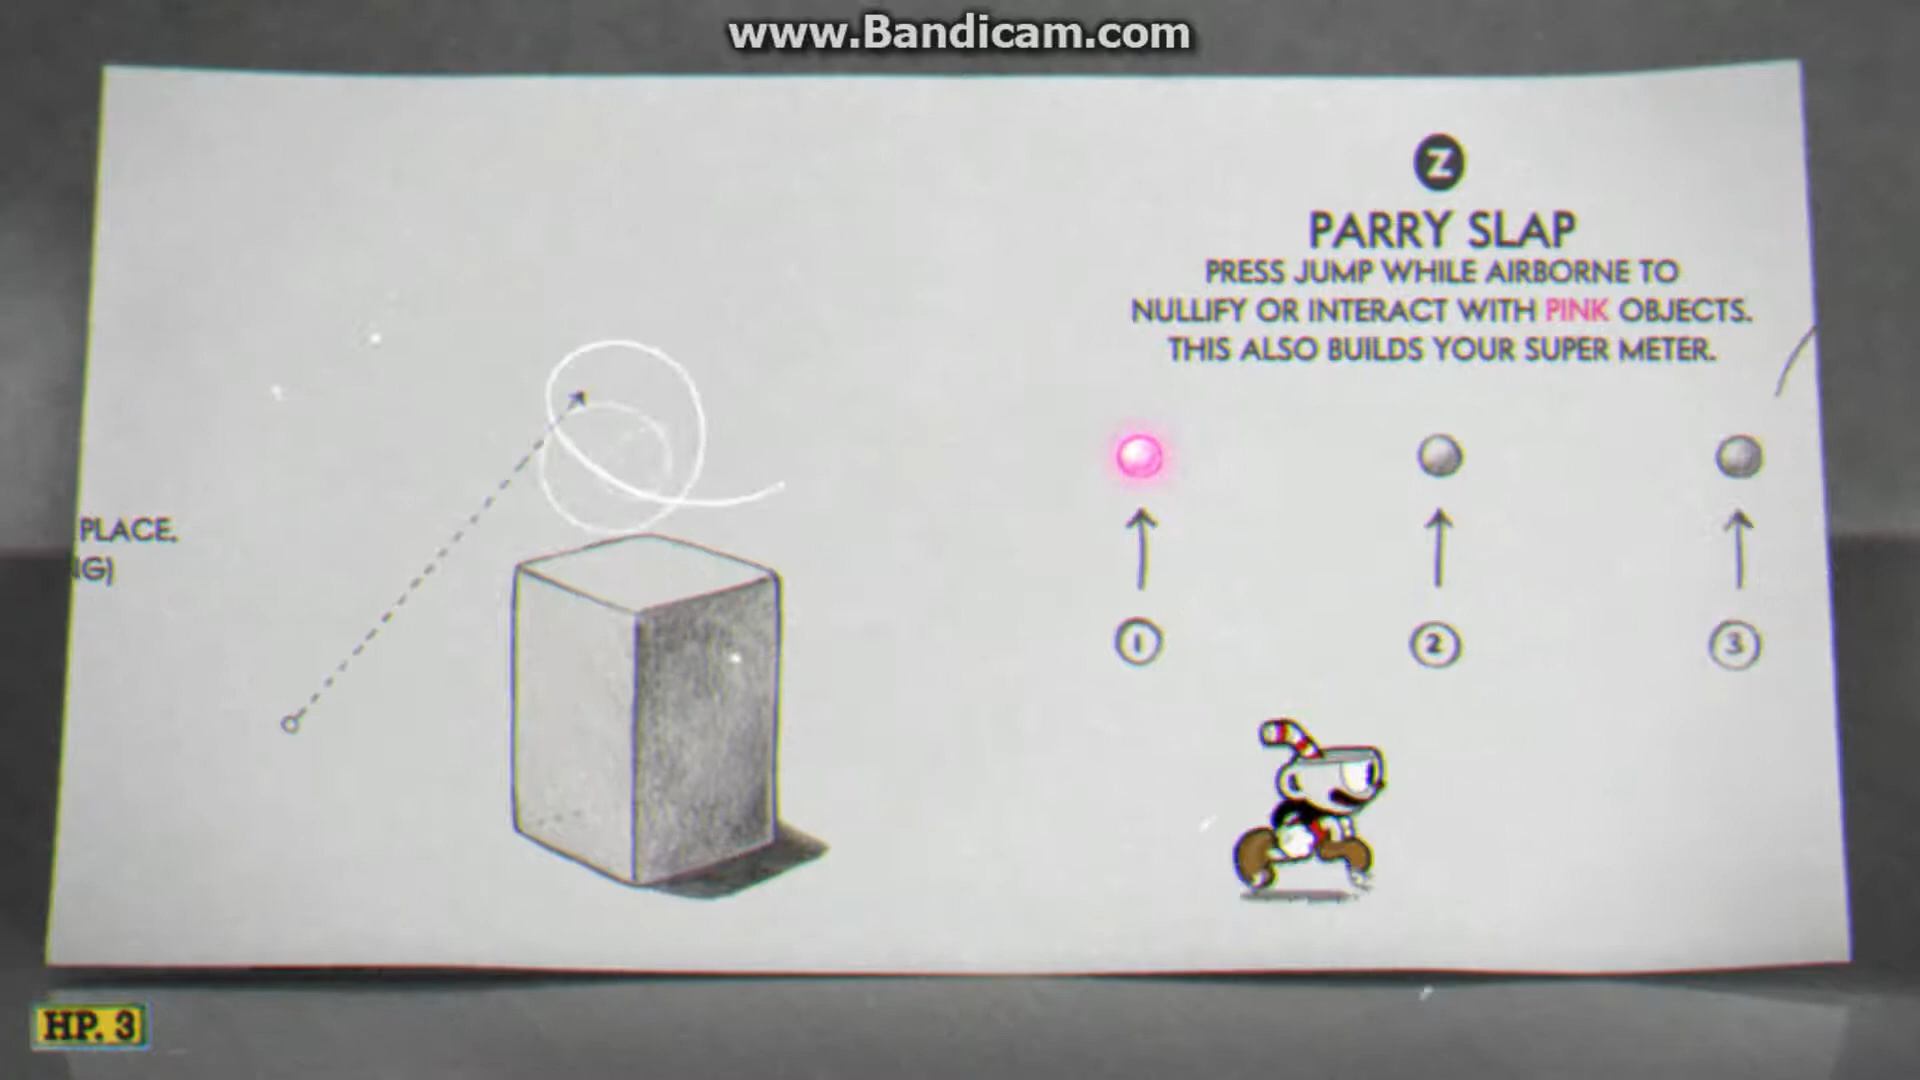 www.Bandicam.com
Z
PARRY SLAP
PRESS JUMP WHILE AIRBORNE TO
NULLIFY OR INTERACT WITH PINK OBJECTS.
THIS ALSO BUILDS YOUR SUPER METER.
PLACE.
NG)
1 2 3
HP. 3